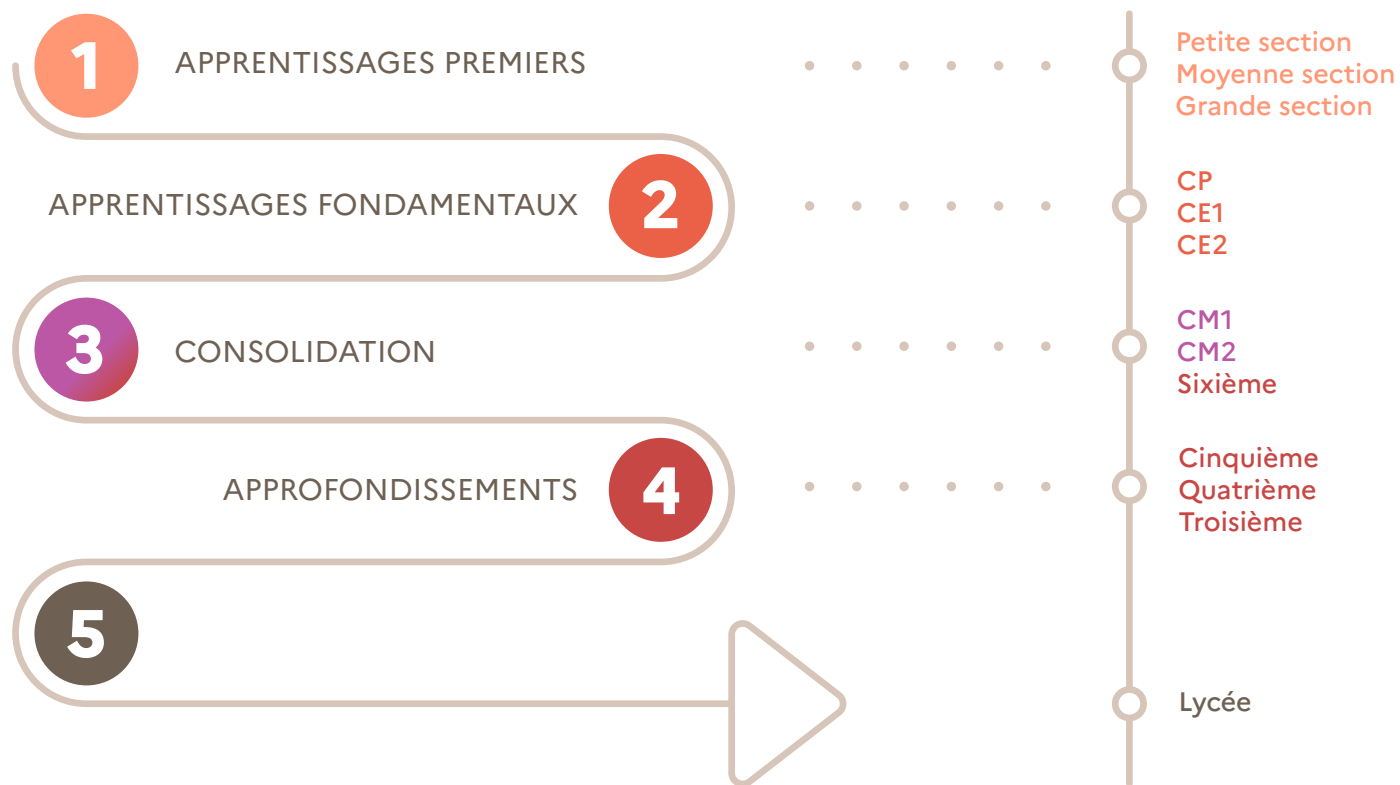 1
APPRENTISSAGES PREMIERS
Petite section
Moyenne section
Grande section
APPRENTISSAGES FONDAMENTAUX
2
CP
CE1
CE2
3
CONSOLIDATION
CM1
CM2
Sixième
APPROFONDISSEMENTS
4
Cinquième
Quatrième
Troisième
5
Lycée